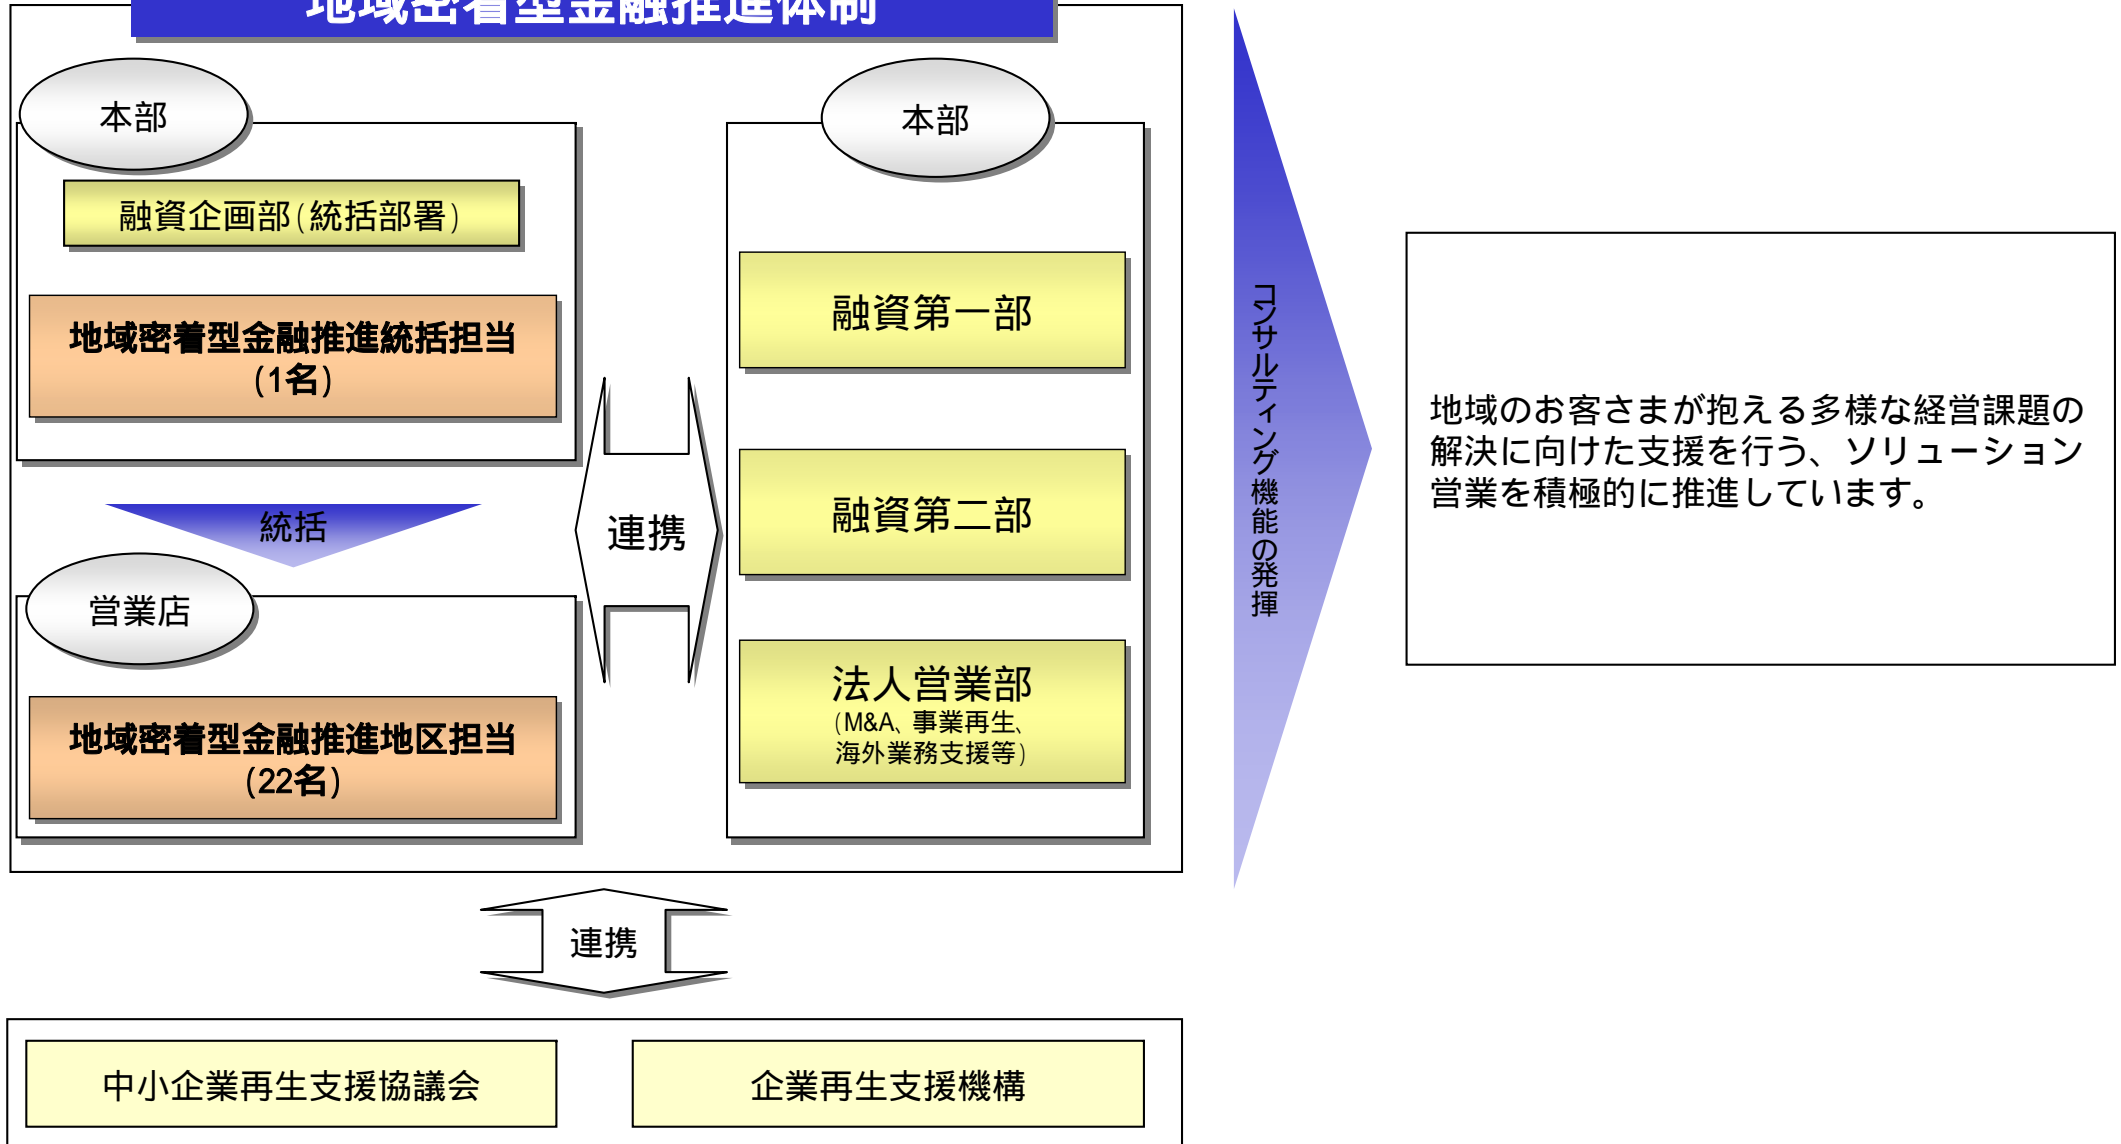 地域密着型金融推進体制
本部
融資企画部(統括部署)
地域密着型金融推進統括担当
(1名)
統括
営業店
地域密着型金融推進地区担当
(22名)
連携
本部
融資第一部
融資第二部
法人営業部
(M&A、事業再生、
海外業務支援等)
コンサルティング機能の発揮
地域のお客さまが抱える多様な経営課題の
解決に向けた支援を行う、ソリューション
営業を積極的に推進しています。
連携
中小企業再生支援協議会
企業再生支援機構